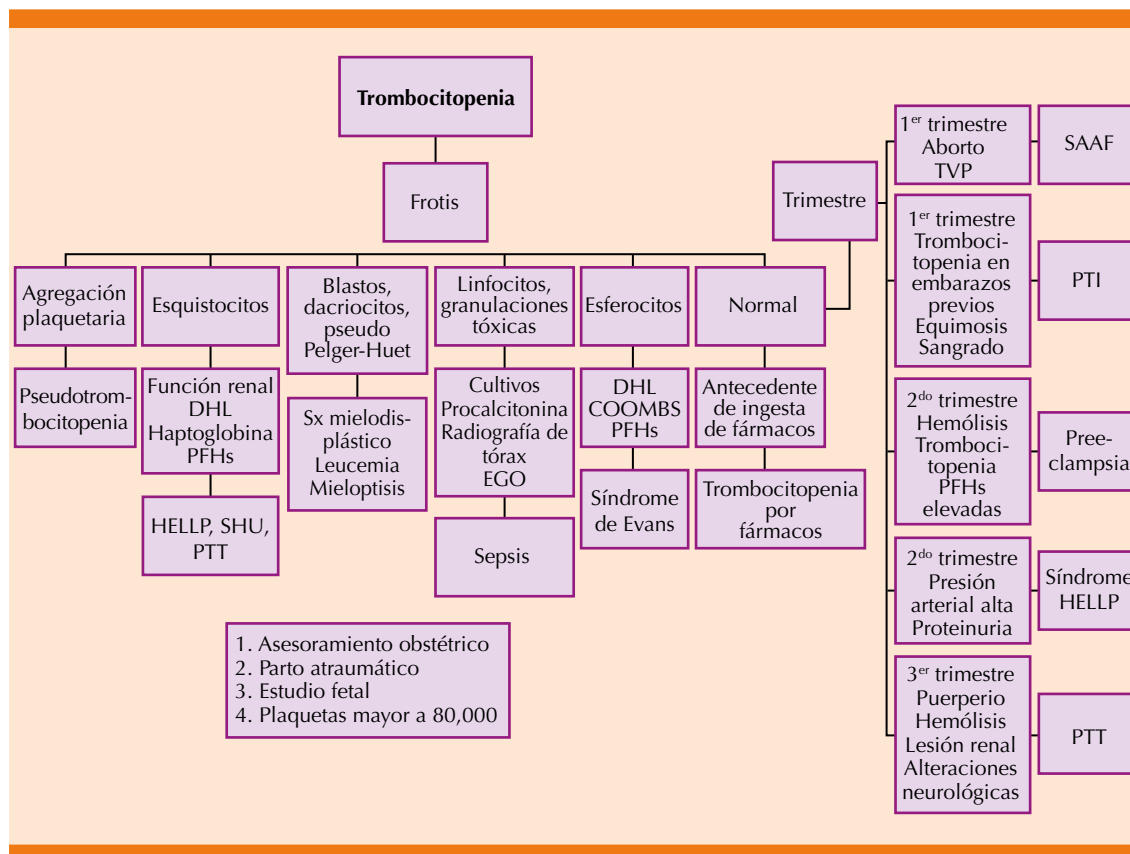 Trombocitopenia
Frotis
Agregación
plaquetaria
Pseudotrom-
bocitopenia
Esquistocitos
Función renal
DHL
Haptoglobina
PFHs
HELLP, SHU,
PTT
Blastos,
dacriocitos,
pseudo
Pelger-Huet
Sx mielodis-
plástico
Leucemia
Mieloptisis
Linfocitos,
granulaciones
tóxicas
Cultivos
Procalcitonina
Radiografía de
tórax
EGO
Sepsis
Esferocitos
DHL
COOMBS
PFHs
Síndrome
de Evans
Normal
Antecedente
de ingesta
de fármacos
Trombocitopenia
por
fármacos
Trimestre
1er trimestre
Aborto
TVP
SAAF
1er trimestre
Tromboci-
topenia en
embarazos
previos
Equimosis
Sangrado
PTI
2do trimestre
Hemólisis
Tromboci-
topenia
PFHs
elevadas
Pree-
clampsia
2do trimestre
Presión
arterial alta
Proteinuria
Síndrome
HELLP
3er trimestre
Puerperio
Hemólisis
Lesión renal
Alteraciones
neurológicas
PTT
1. Asesoramiento obstétrico
2. Parto atraumático
3. Estudio fetal
4. Plaquetas mayor a 80,000